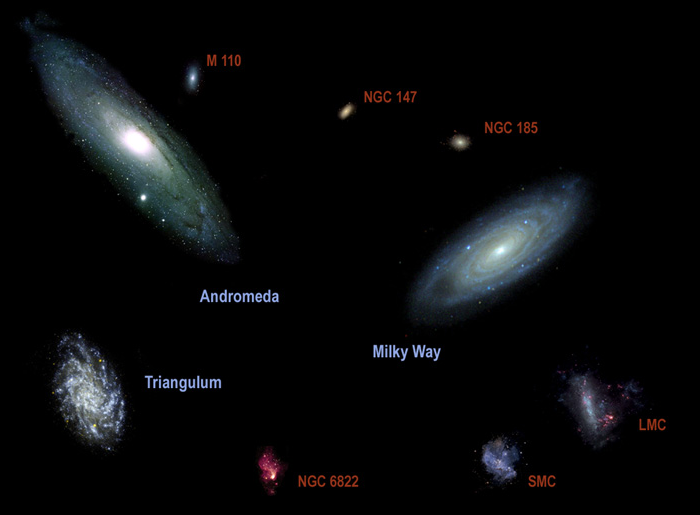 M 110
NGC 147
NGC 185
Andromeda
Milky Way
Triangulum
LMC
NGC 6822
SMC